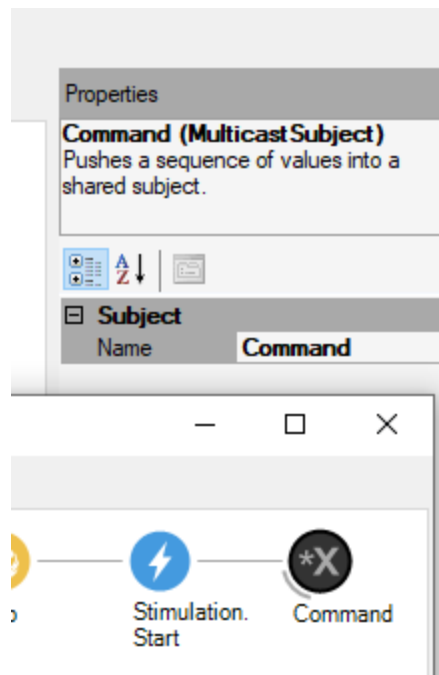 Properties
Command (MulticastSubject)
Pushes a sequence of values into a
shared subject.
Subject
Name Command
*X
Stimulation.
Start
Command